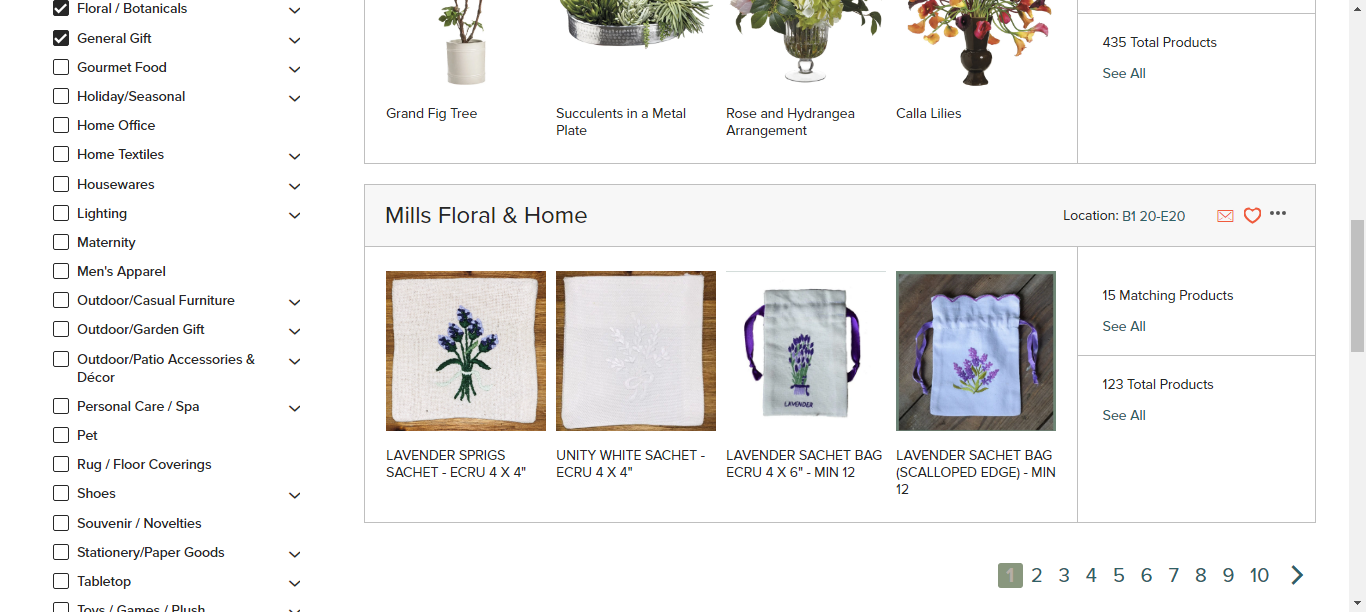 Floral / Botanicals
General Gift
Gourmet Food
Holiday/Seasonal
Home Office
Home Textiles
Housewares
Lighting
Maternity
Men's Apparel
Outdoor/Casual Furniture
Outdoor/Garden Gift
Outdoor/Patio Accessories &
Décor
Personal Care / Spa
Pet
Rug / Floor Coverings
Shoes
Souvenir / Novelties
Stationery/Paper Goods
Tabletop
Toys / Games / Plush
Grand Fig Tree
Succulents in a Metal
Plate
Rose and Hydrangea
Arrangement
Calla Lilies
435 Total Products
See All
Mills Floral & Home
Location: B1 20-E20
LAVENDER
LAVENDER SPRIGS
SACHET - ECRU 4 X 4"
UNITY WHITE SACHET -
ECRU 4 X 4"
LAVENDER SACHET BAG
ECRU 4 X 6" - MIN 12
LAVENDER SACHET BAG
(SCALLOPED EDGE) - MIN
12
15 Matching Products
See All
123 Total Products
See All
1 2 3 4 5 6 7 8 9 10